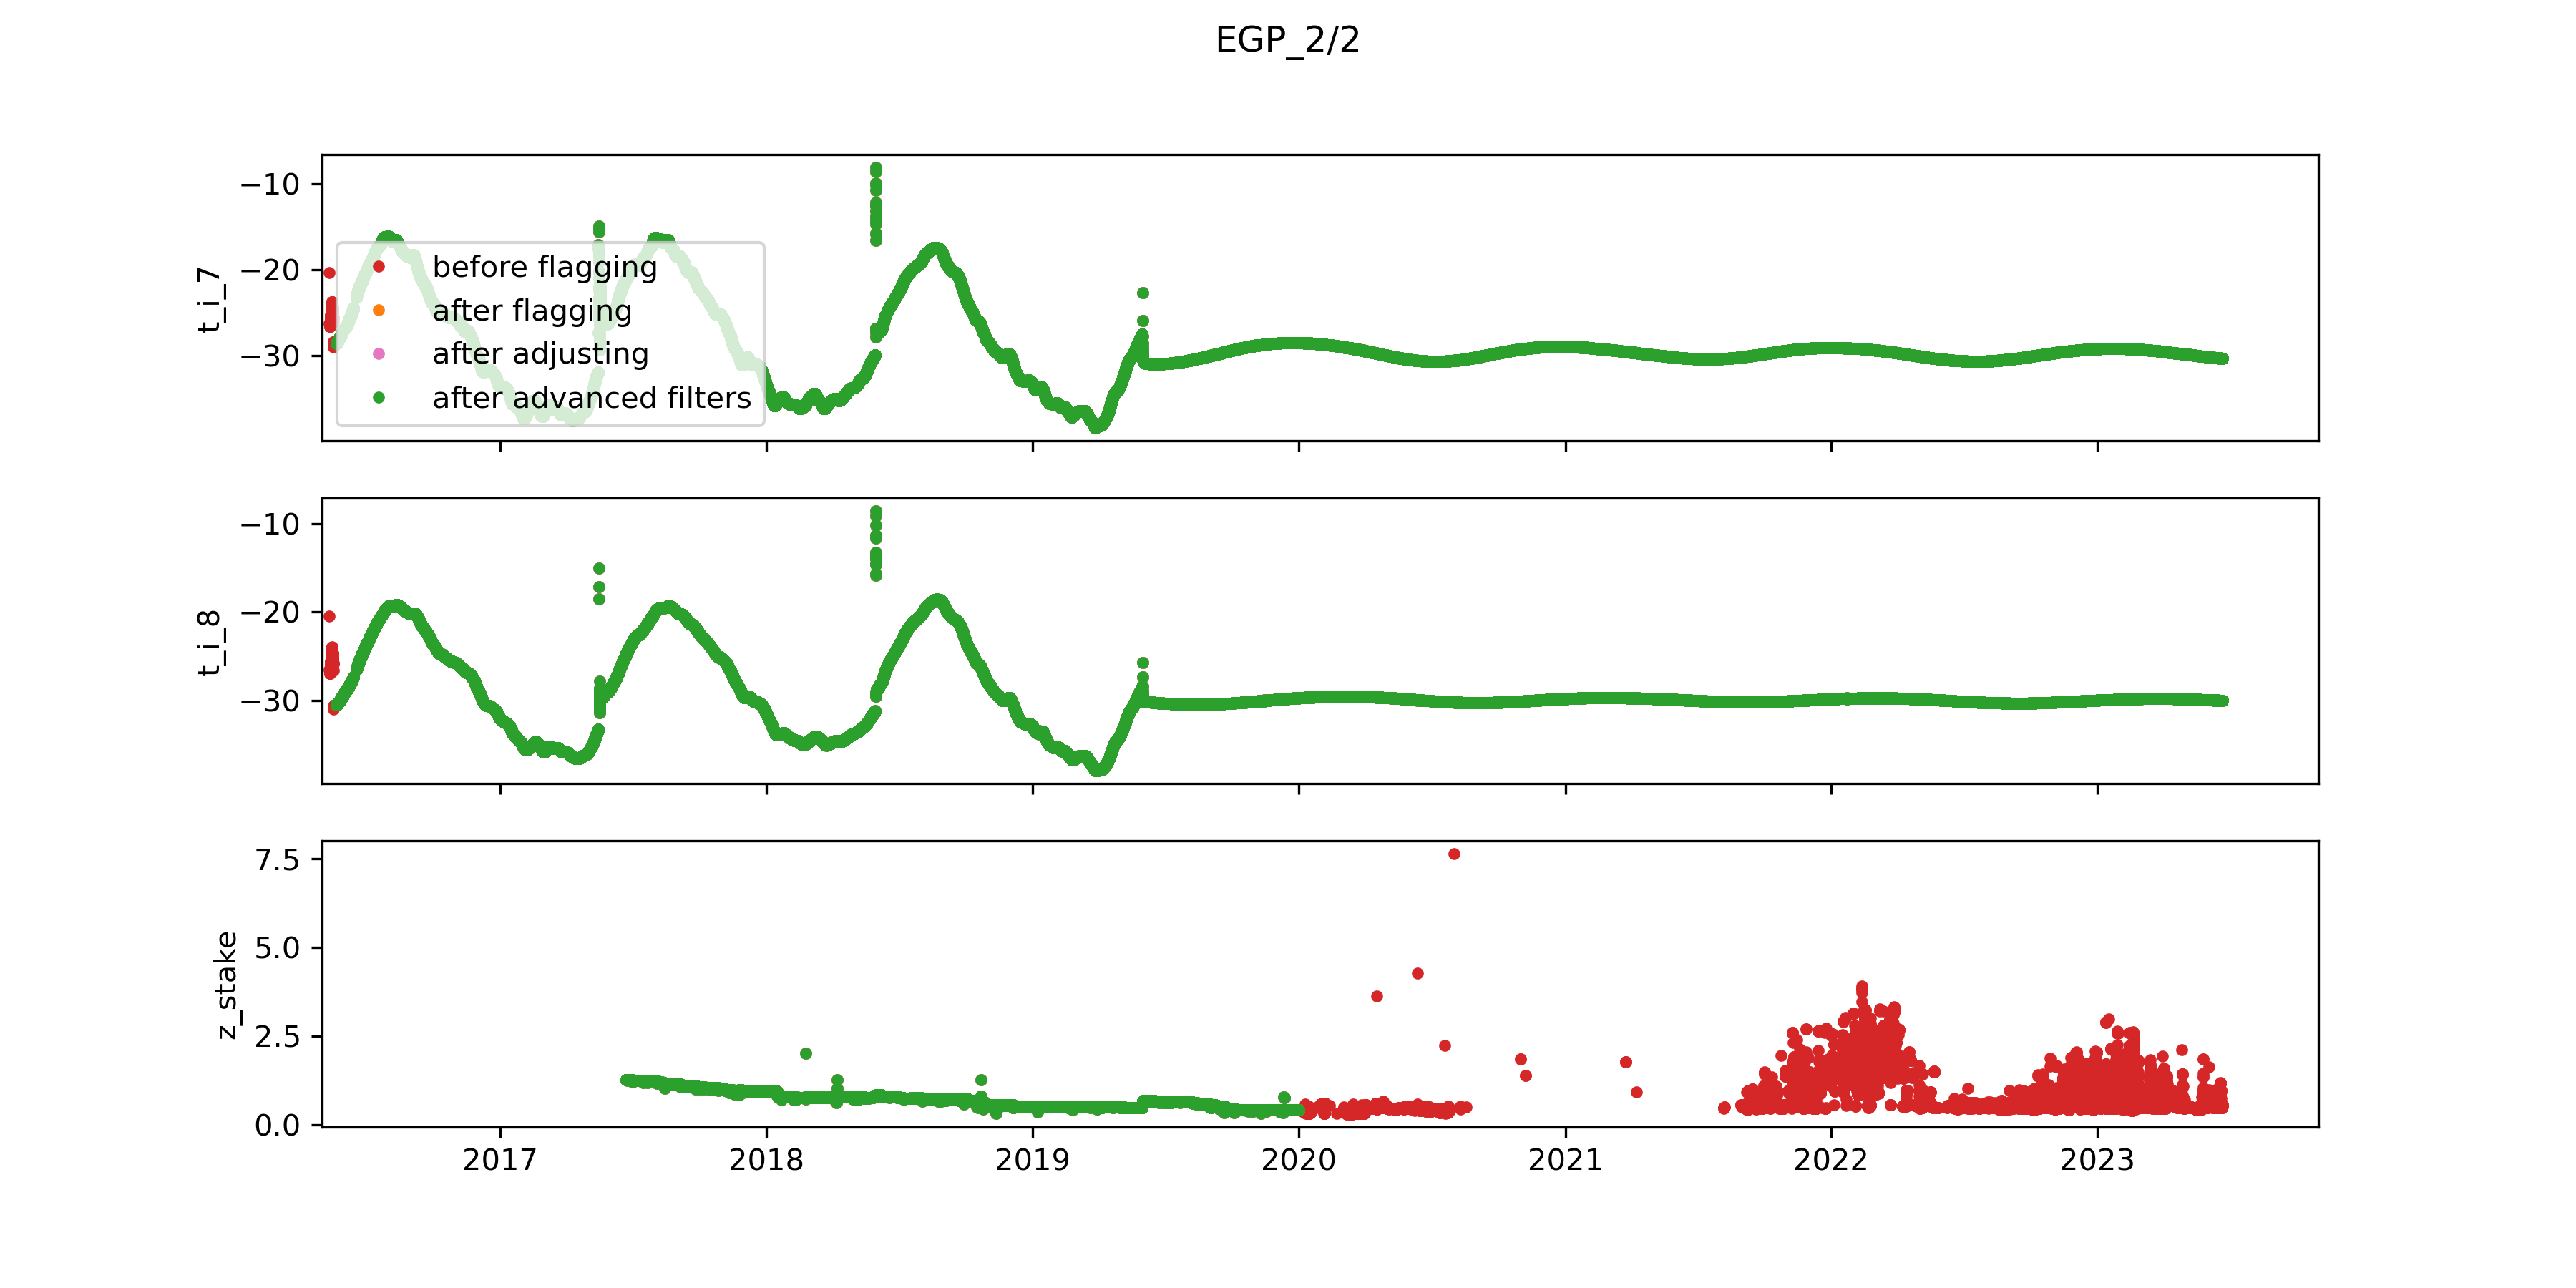 EGP_2/2
t_i_7
−10
−20
−30
before flagging
after flagging
after adjusting
after advanced filters
t_i_8
−10
−20
−30
z_stake
7.5
5.0
2.5
0.0
2017 2018 2019 2020 2021 2022 2023